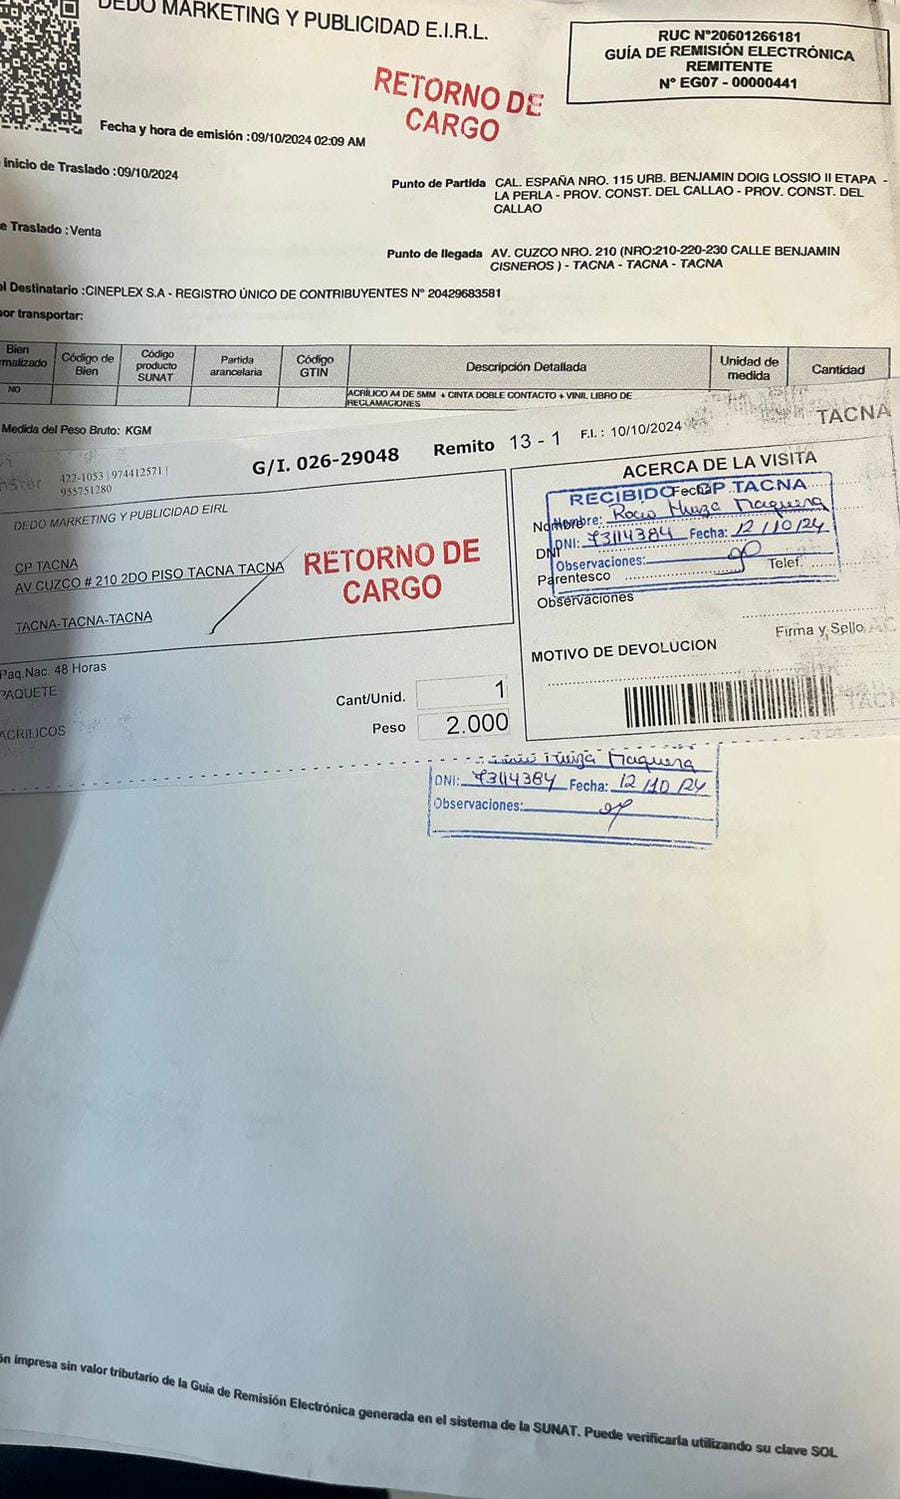 DEDO MARKETING Y PUBLICIDAD E.I.R.L.
RUC N°20601266181
GUÍA DE REMISIÓN ELECTRÓNICA
REMITENTE
N° EG07 - 00000441
RETORNO DE
CARGO
Fecha y hora de emisión :09/10/2024 02:09 AM
inicio de Traslado :09/10/2024
Punto de Partida CAL. ESPAÑA NRO. 115 URB. BENJAMIN DOIG LOSSIO II ETAPA -
LA PERLA - PROV. CONST. DEL CALLAO - PROV. CONST. DEL
CALLAO
e Traslado :Venta
Punto de llegada AV. CUZCO NRO. 210 (NRO:210-220-230 CALLE BENJAMIN
CISNEROS ) - TACNA - TACNA - TACNA
el Destinatario :CINEPLEX S.A - REGISTRO ÚNICO DE CONTRIBUYENTES N° 20429683581
por transportar:
Bien
malizado
Código de
Bien
Código
producto
SUNAT
Partida
arancelaria
Código
GTIN
Descripción Detallada
Unidad de
medida
Cantidad
NO
ACRÍLICO A4 DE 5MM + CINTA DOBLE CONTACTO + VINIL LIBRO DE
RECLAMACIONES
Medida del Peso Bruto: KGM
422-1053 | 974412571 |
955751280
G/I. 026-29048
Remito 13 - 1 F.I. : 10/10/2024
TACNA
DEDO MARKETING Y PUBLICIDAD EIRL
CP TACNA
AV CUZCO # 210 2DO PISO TACNA TACNA
TACNA-TACNA-TACNA
RETORNO DE
CARGO
ACERCA DE LA VISITA
RECIBIDO CP TACNA
Fecha
Nombre
Nombre: Rocio Muiza Maquera
DNI: 73114384 Fecha: 12/10/24
DNI
Observaciones:
Parentesco Telef.
Observaciones
Firma y Sello
MOTIVO DE DEVOLUCION
Paq.Nac. 48 Horas
PAQUETE
ACRILICOS
Cant/Unid. 1
Peso 2.000
Muiza Maquera
DNI: 73114384 Fecha: 12/10/24
Observaciones:
ón impresa sin valor tributario de la Guía de Remisión Electrónica generada en el sistema de la SUNAT. Puede verificarla utilizando su clave SOL